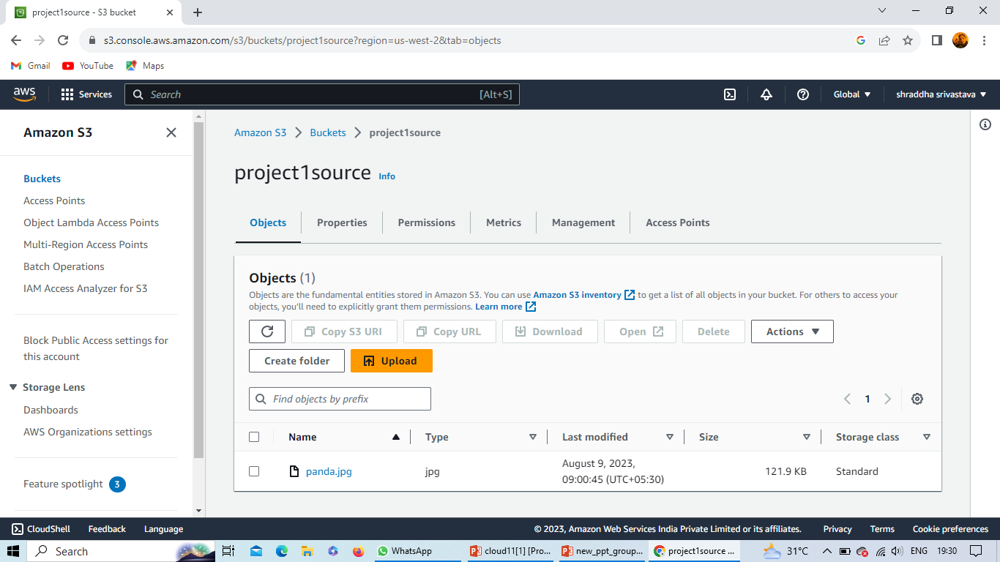 project1source - S3 bucket
s3.console.aws.amazon.com/s3/buckets/project1source?region=us-west-2&tab=objects
Gmail YouTube Maps
aws Services Search [Alt+S] Global shraddha srivastava
Amazon S3
Buckets
Access Points
Object Lambda Access Points
Multi-Region Access Points
Batch Operations
IAM Access Analyzer for S3
Block Public Access settings for
this account
Storage Lens
Dashboards
AWS Organizations settings
Feature spotlight 3
Amazon S3 Buckets project1source
project1source Info
Objects Properties Permissions Metrics Management Access Points
Objects (1)
Objects are the fundamental entities stored in Amazon S3. You can use Amazon S3 inventory to get a list of all objects in your bucket. For others to access your
objects, you'll need to explicitly grant them permissions. Learn more
Copy S3 URI Copy URL Download Open Delete Actions
Create folder Upload
Find objects by prefix 1
Name Type Last modified Size Storage class
panda.jpg jpg August 9, 2023, 121.9 KB Standard
09:00:45 (UTC+05:30)
CloudShell Feedback Language © 2023, Amazon Web Services India Private Limited or its affiliates. Privacy Terms Cookie preferences
Search WhatsApp cloud11[1] [Pro... new_ppt_group... project1source ... 31°C ENG 19:30